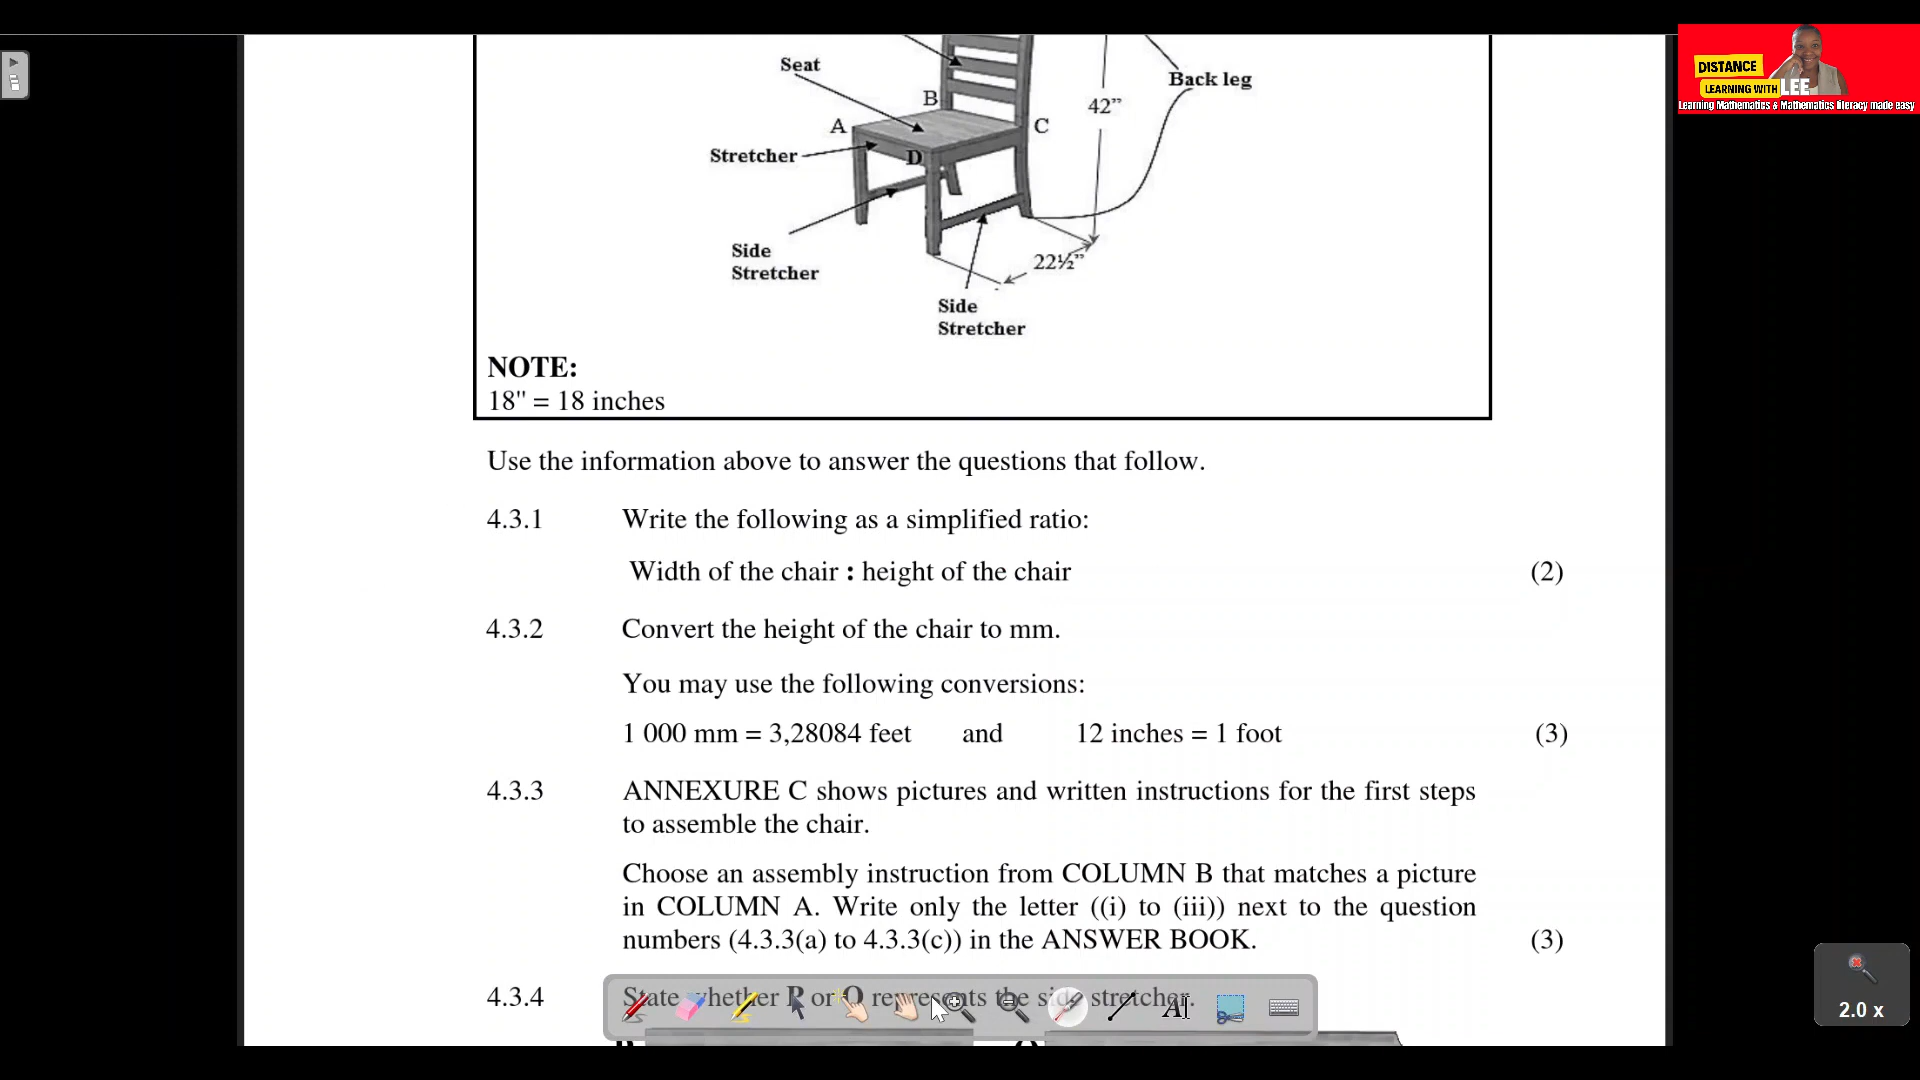 DISTANCE
LEARNING WITH LEE
Learning Mathematics & Mathematics literacy made easy
Seat
Back leg
B
42”
A
C
Stretcher
D
Side
Stretcher
22½”
Side
Stretcher
NOTE:
18" = 18 inches
Use the information above to answer the questions that follow.
4.3.1 Write the following as a simplified ratio:
Width of the chair : height of the chair (2)
4.3.2 Convert the height of the chair to mm.
You may use the following conversions:
1 000 mm = 3,28084 feet and 12 inches = 1 foot (3)
4.3.3 ANNEXURE C shows pictures and written instructions for the first steps
to assemble the chair.
Choose an assembly instruction from COLUMN B that matches a picture
in COLUMN A. Write only the letter ((i) to (iii)) next to the question
numbers (4.3.3(a) to 4.3.3(c)) in the ANSWER BOOK. (3)
4.3.4 State whether P or Q represents the side stretcher.
2.0 x